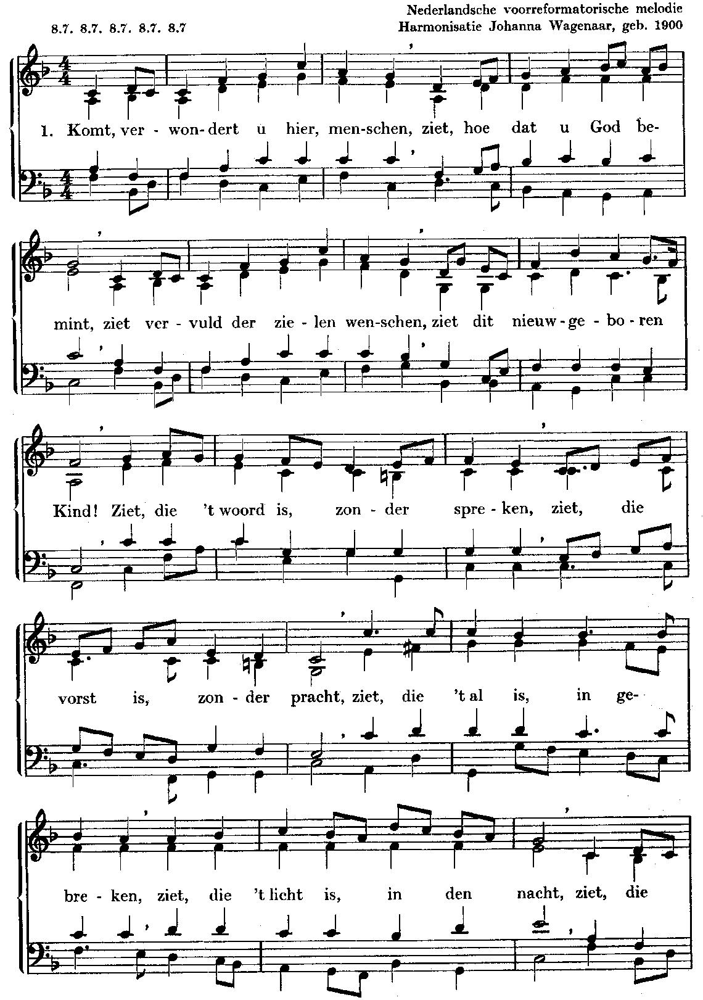 Nederlandsche voorreformatorische melodie
8.7. 8.7. 8.7. 8.7. 8.7 Harmonisatie Johanna Wagenaar, geb. 1900
1. Komt, ver - won - dert u hier, men-schen, ziet, hoe dat u God be-
mint, ziet ver - vuld der zie - len wen-schen, ziet dit nieuw - ge - bo - ren
Kind! Ziet, die 't woord is, zon - der spre - ken, ziet, die
vorst is, zon - der pracht, ziet, die 't al is, in ge-
bre - ken, ziet, die 't licht is, in den nacht, ziet, die